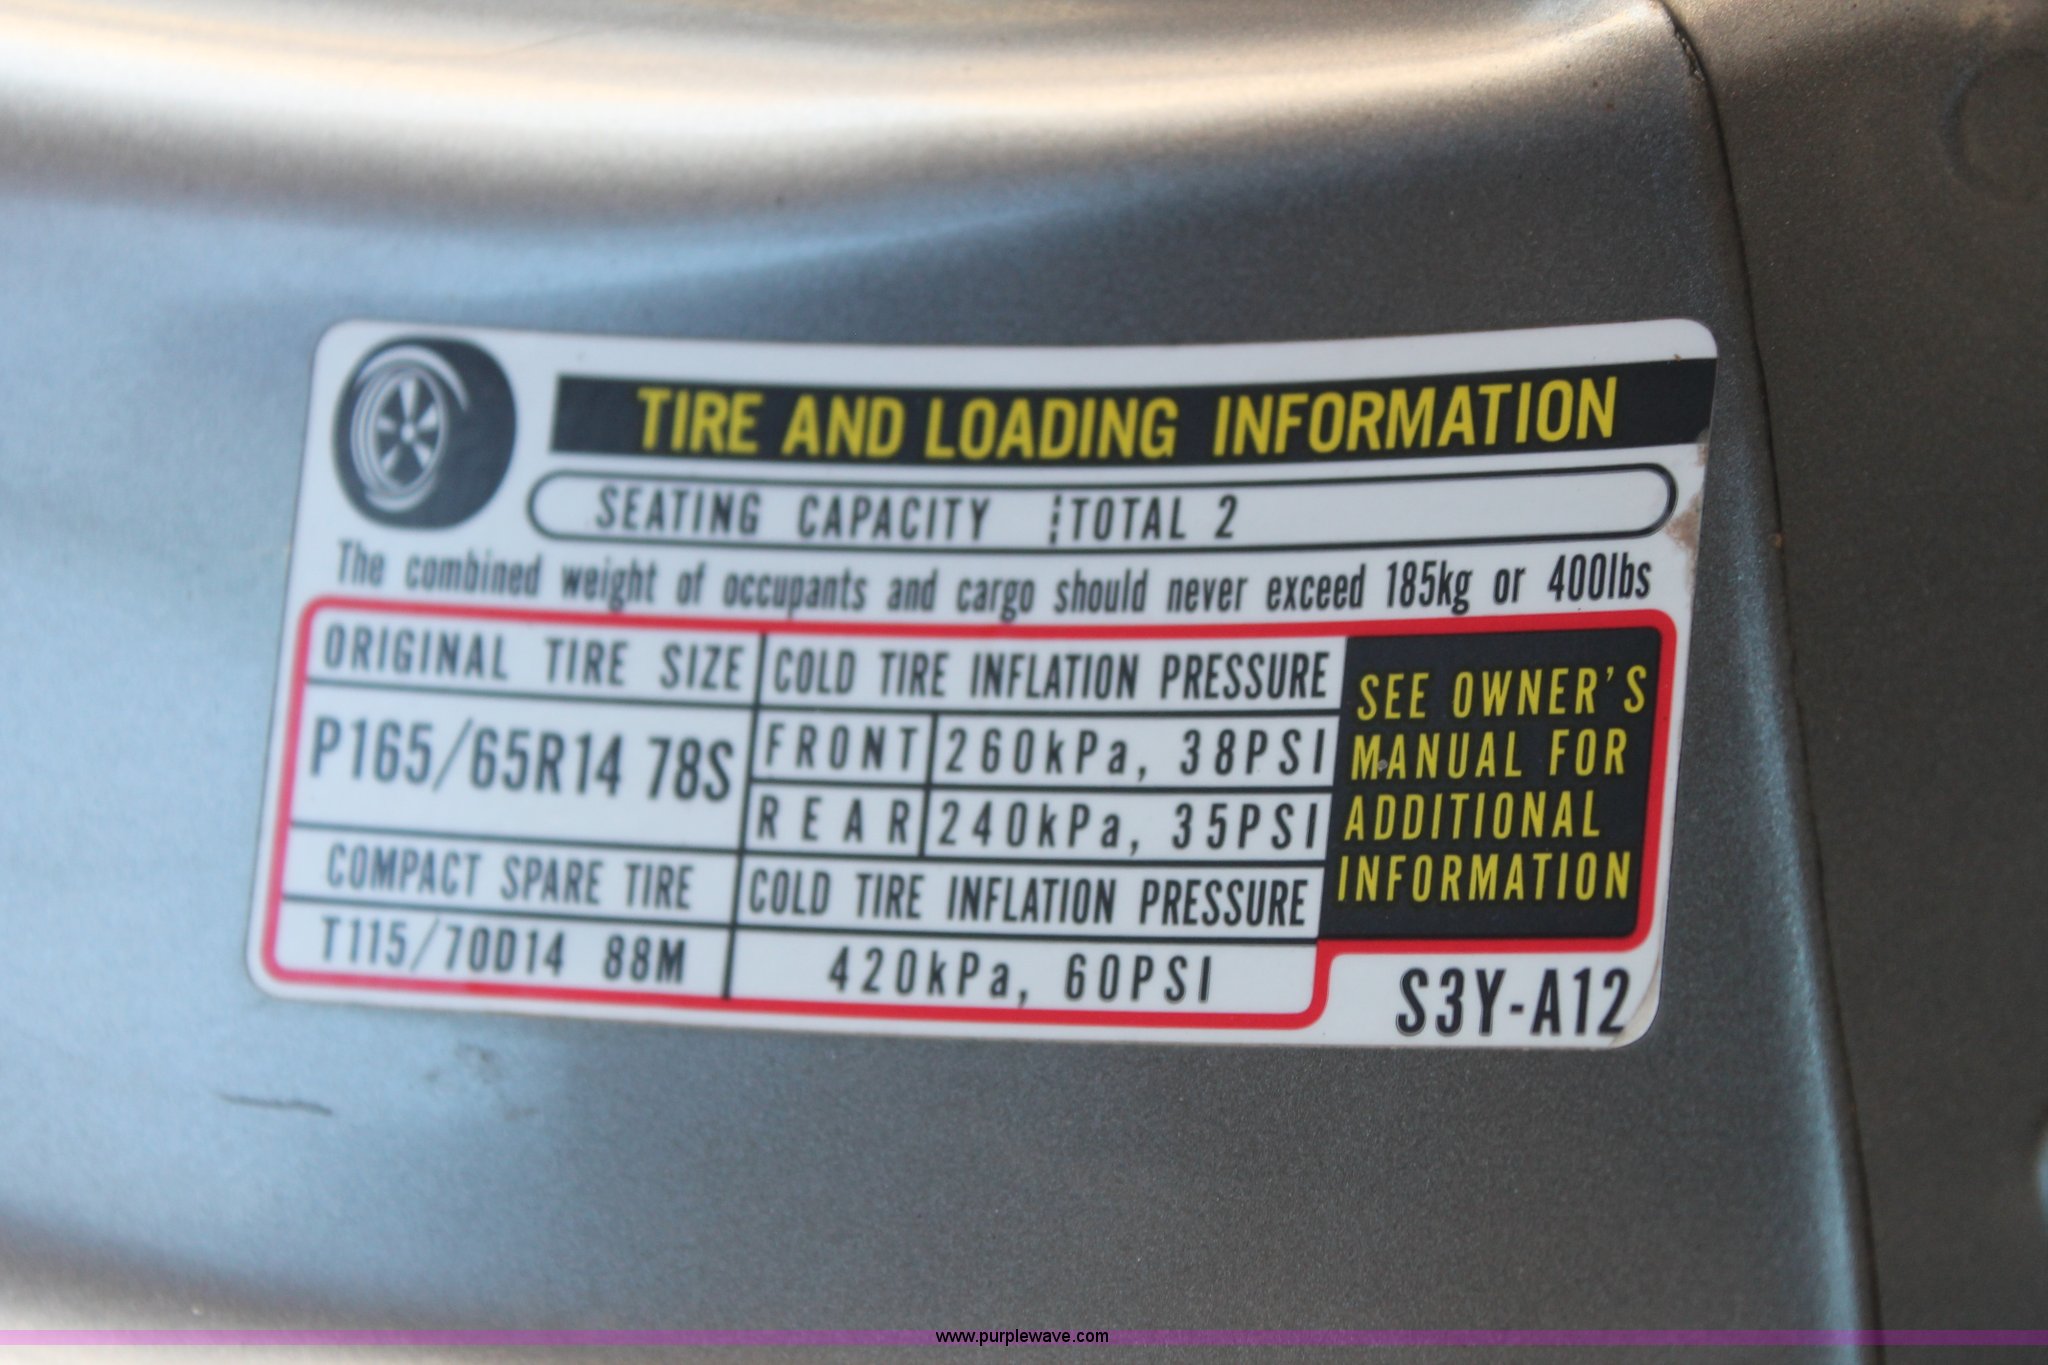 TIRE AND LOADING INFORMATION
SEATING CAPACITY TOTAL 2
The combined weight of occupants and cargo should never exceed 185kg or 400lbs
ORIGINAL TIRE SIZE
COLD TIRE INFLATION PRESSURE
P165/65R14 78S
FRONT 260kPa, 38PSI
REAR 240kPa, 35PSI
COMPACT SPARE TIRE
COLD TIRE INFLATION PRESSURE
T115/70D14 88M
420kPa, 60PSI
SEE OWNER'S
MANUAL FOR
ADDITIONAL
INFORMATION
S3Y-A12
www.purplewave.com